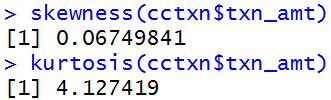 > skewness(cctxn$txn_amt)
[1] 0.06749841
> kurtosis(cctxn$txn_amt)
[1] 4.127419